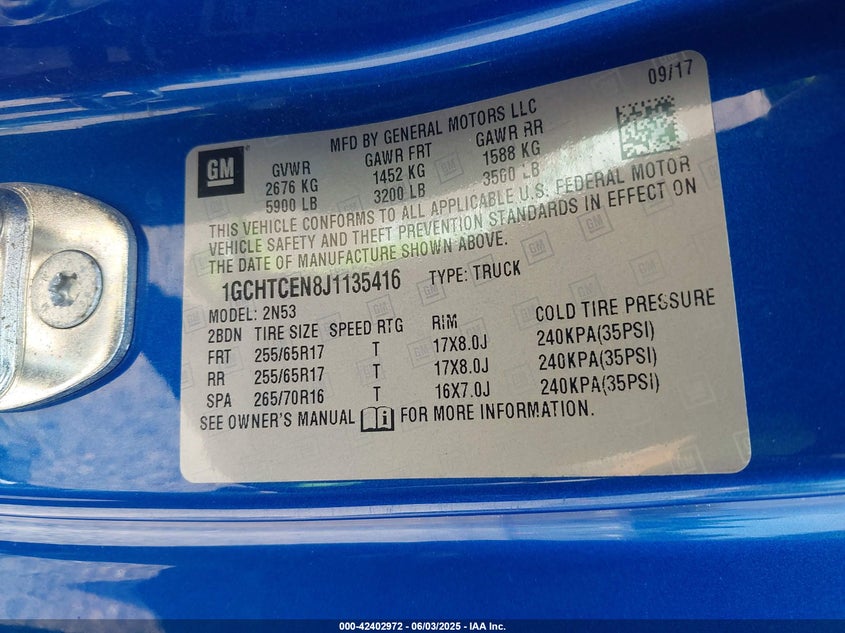 09/17
MFD BY GENERAL MOTORS LLC
GM
GVWR GAWR FRT GAWR RR
2676 KG 1452 KG 1588 KG
5900 LB 3200 LB 3500 LB
THIS VEHICLE CONFORMS TO ALL APPLICABLE U.S. FEDERAL MOTOR
VEHICLE SAFETY AND THEFT PREVENTION STANDARDS IN EFFECT ON
THE DATE OF MANUFACTURE SHOWN ABOVE.
1GCHTCEN8J1135416 TYPE: TRUCK
MODEL: 2N53
2BDN TIRE SIZE SPEED RTG RIM COLD TIRE PRESSURE
FRT 255/65R17 T 17X8.0J 240KPA(35PSI)
RR 255/65R17 T 17X8.0J 240KPA(35PSI)
SPA 265/70R16 T 16X7.0J 240KPA(35PSI)
SEE OWNER'S MANUAL i FOR MORE INFORMATION.
000-42402972 - 06/03/2025 - IAA Inc.